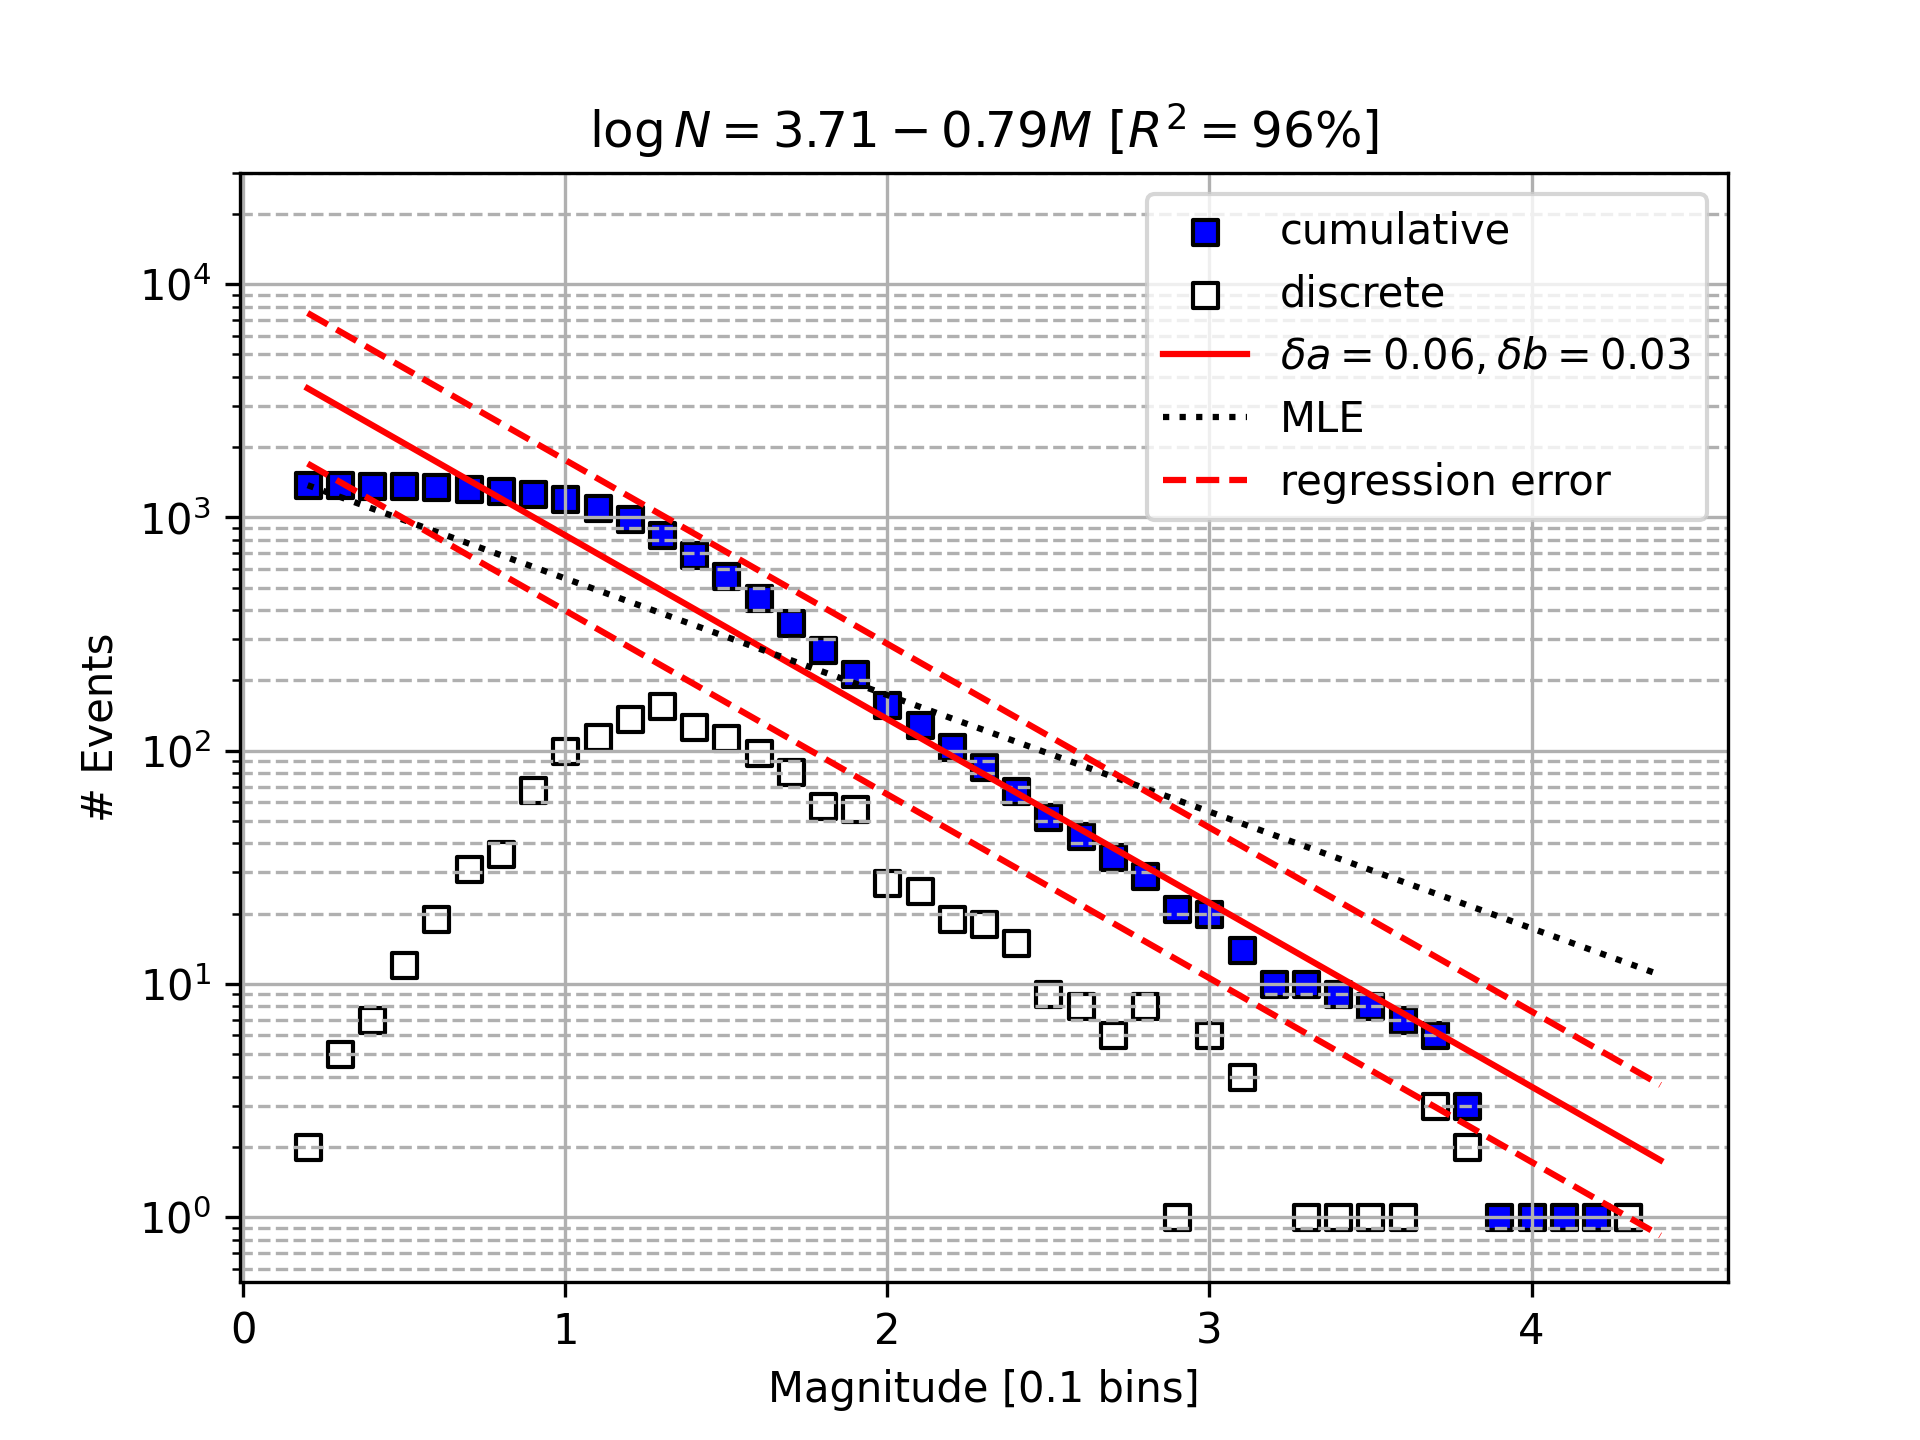 log N = 3.71 − 0.79M [R² = 96%]
cumulative
discrete
δa = 0.06, δb = 0.03
MLE
regression error
10⁴
10³
10²
10¹
10⁰
# Events
0 1 2 3 4
Magnitude [0.1 bins]